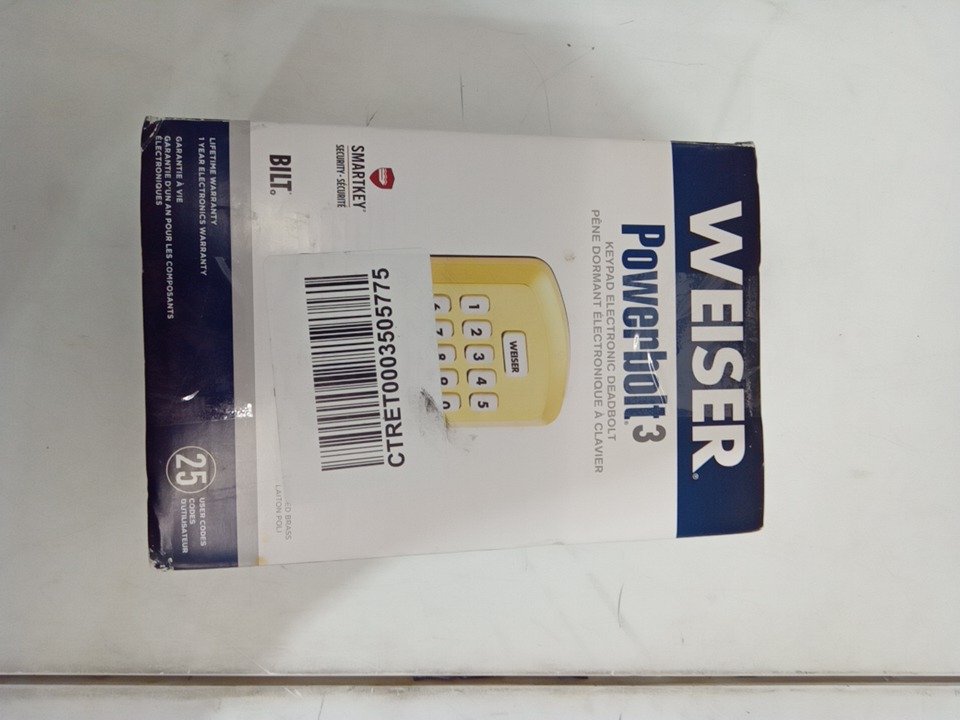 WEISER®
Powerbolt® 3
KEYPAD ELECTRONIC DEADBOLT
PÊNE DORMANT ÉLECTRONIQUE À CLAVIER
WEISER
1 2 3 4 5
SMARTKEY
SECURITY • SÉCURITÉ
CTRET0003505775
BILT
ED BRASS
LAITON POLI
LIFETIME WARRANTY
1 YEAR ELECTRONICS WARRANTY
GARANTIE À VIE
GARANTIE D'UN AN POUR LES COMPOSANTS
ÉLECTRONIQUES
25
USER CODES
CODES
D'UTILISATEUR